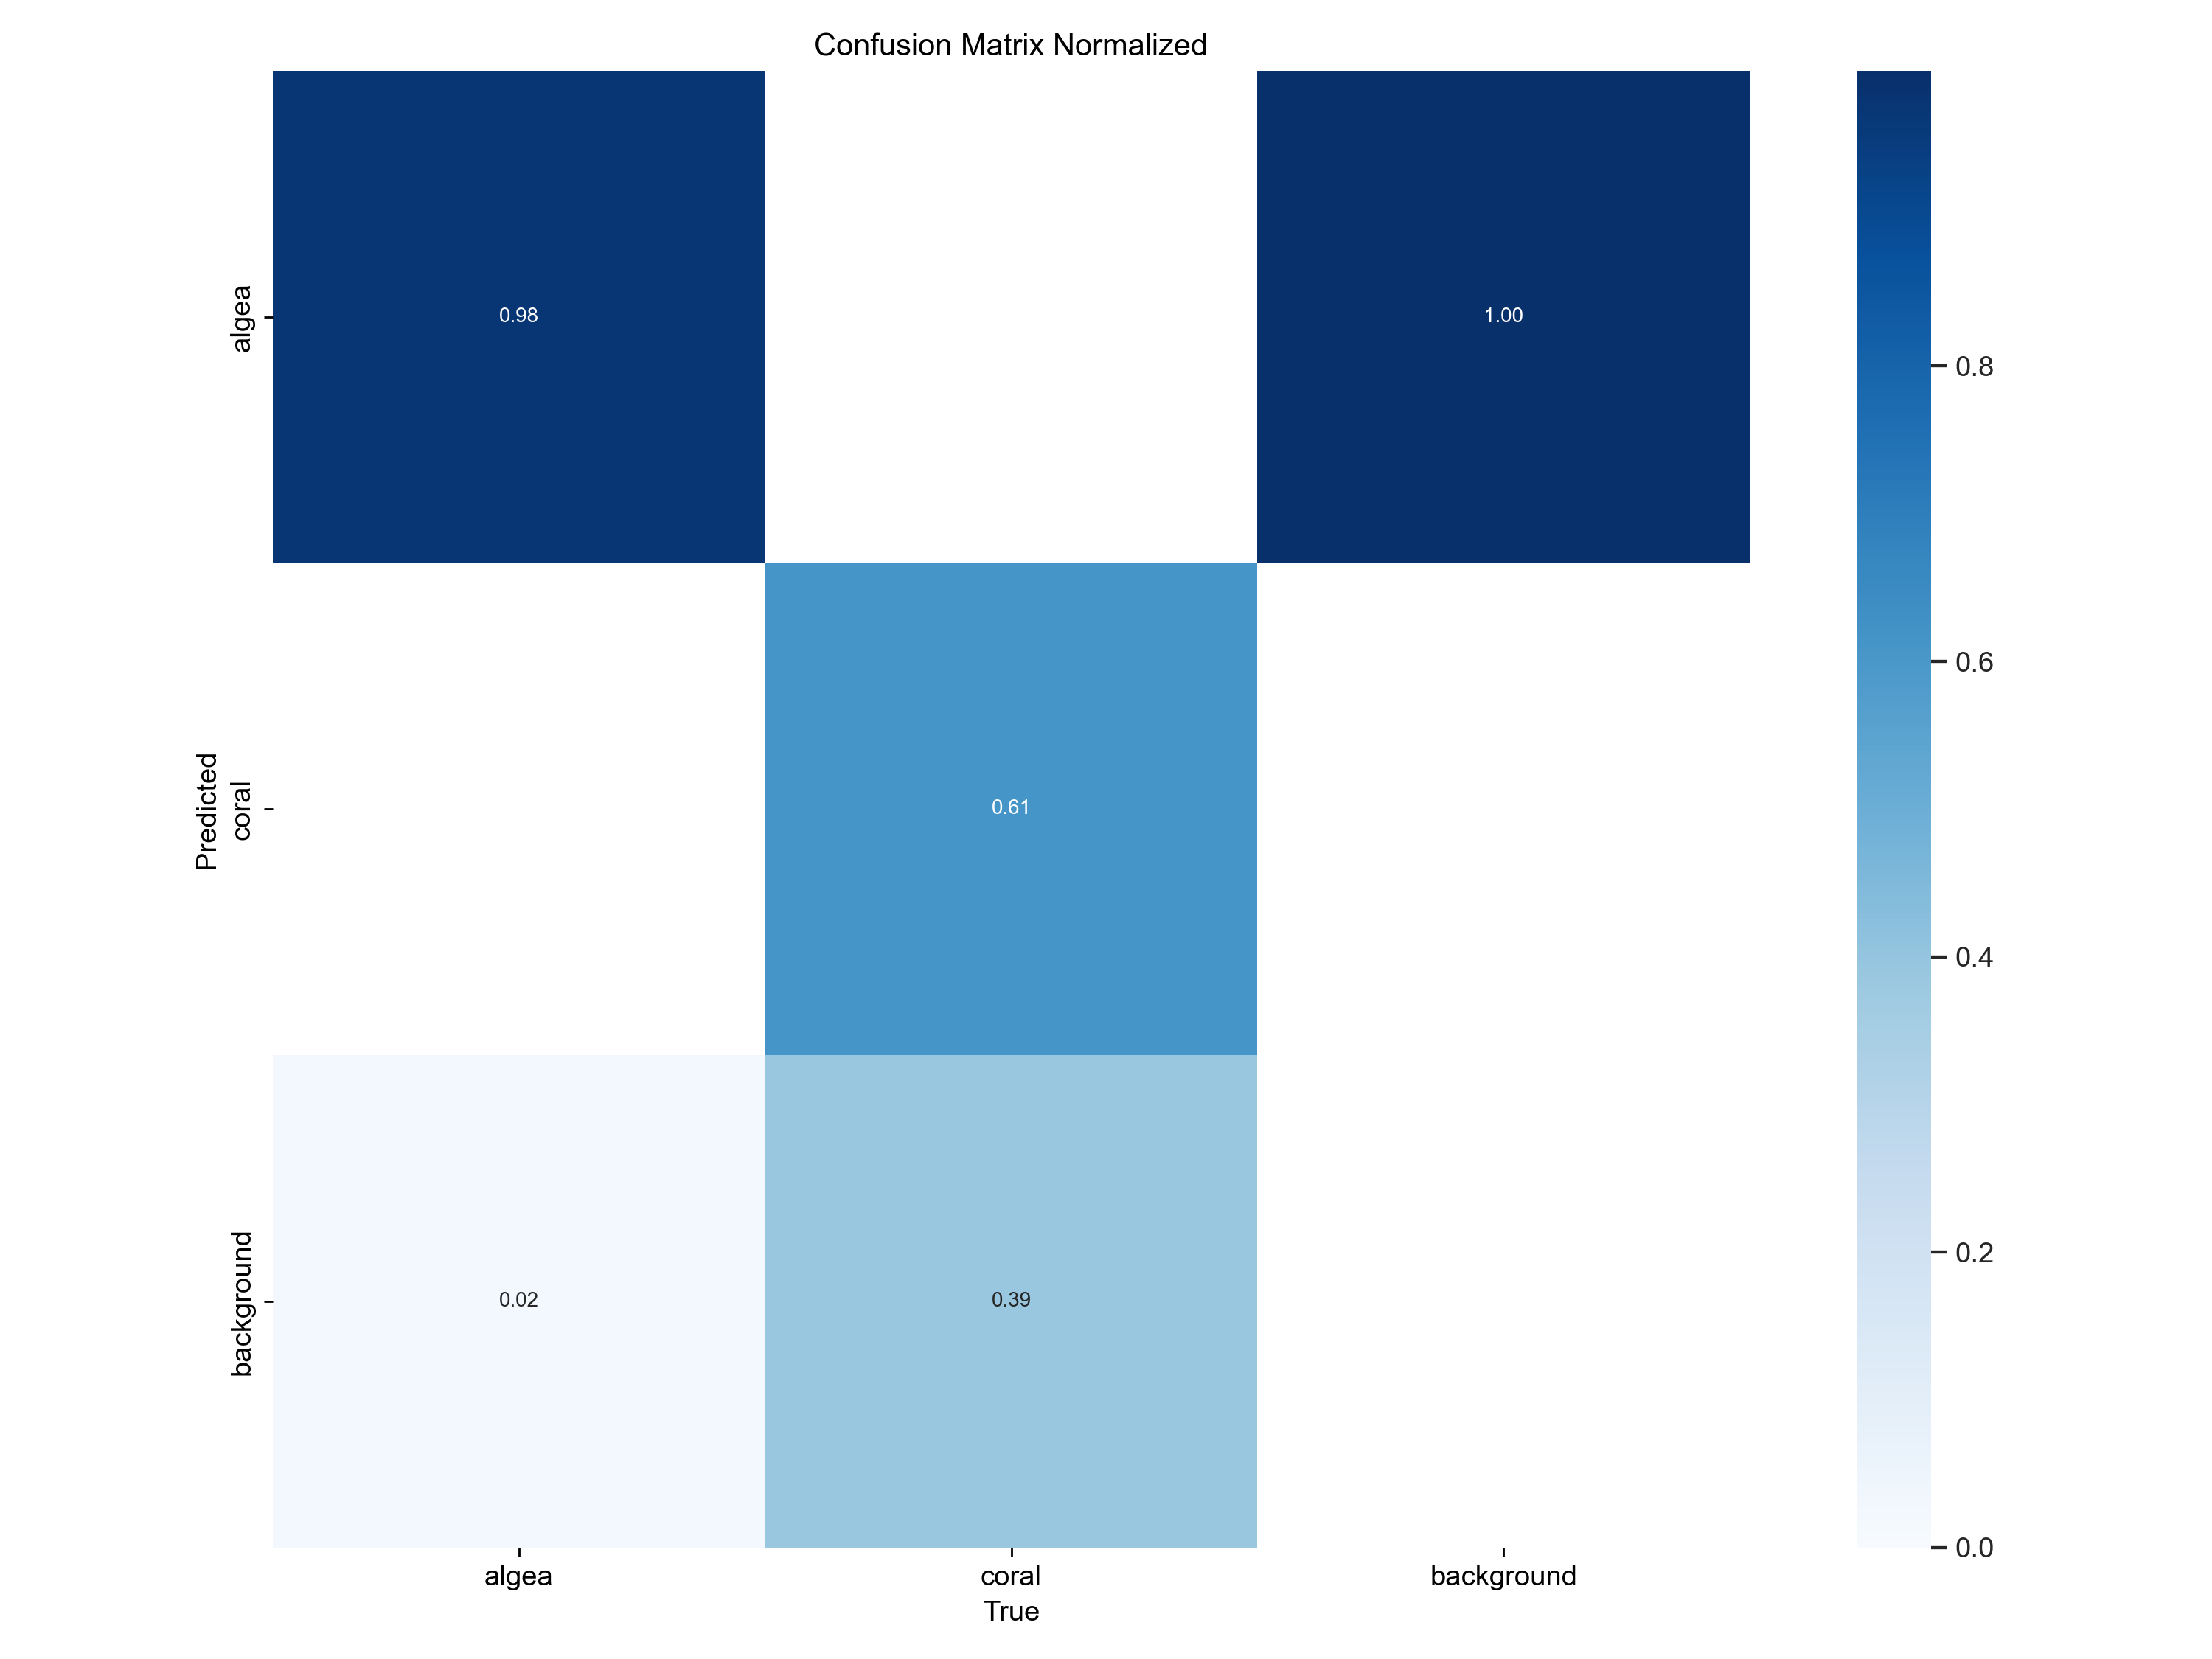 Confusion Matrix Normalized
algea
0.98
1.00
0.8
0.6
Predicted
coral
0.61
0.4
background
0.02
0.39
0.2
0.0
algea
coral
background
True